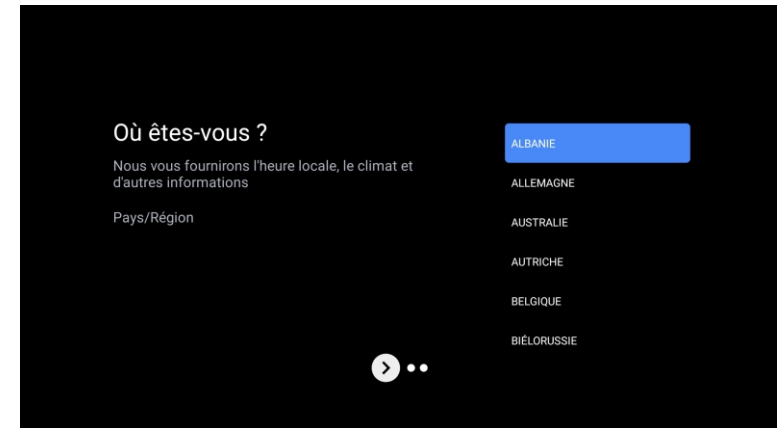 Où êtes-vous ?
Nous vous fournirons l'heure locale, le climat et
d'autres informations
Pays/Région
ALBANIE
ALLEMAGNE
AUSTRALIE
AUTRICHE
BELGIQUE
BIÉLORUSSIE